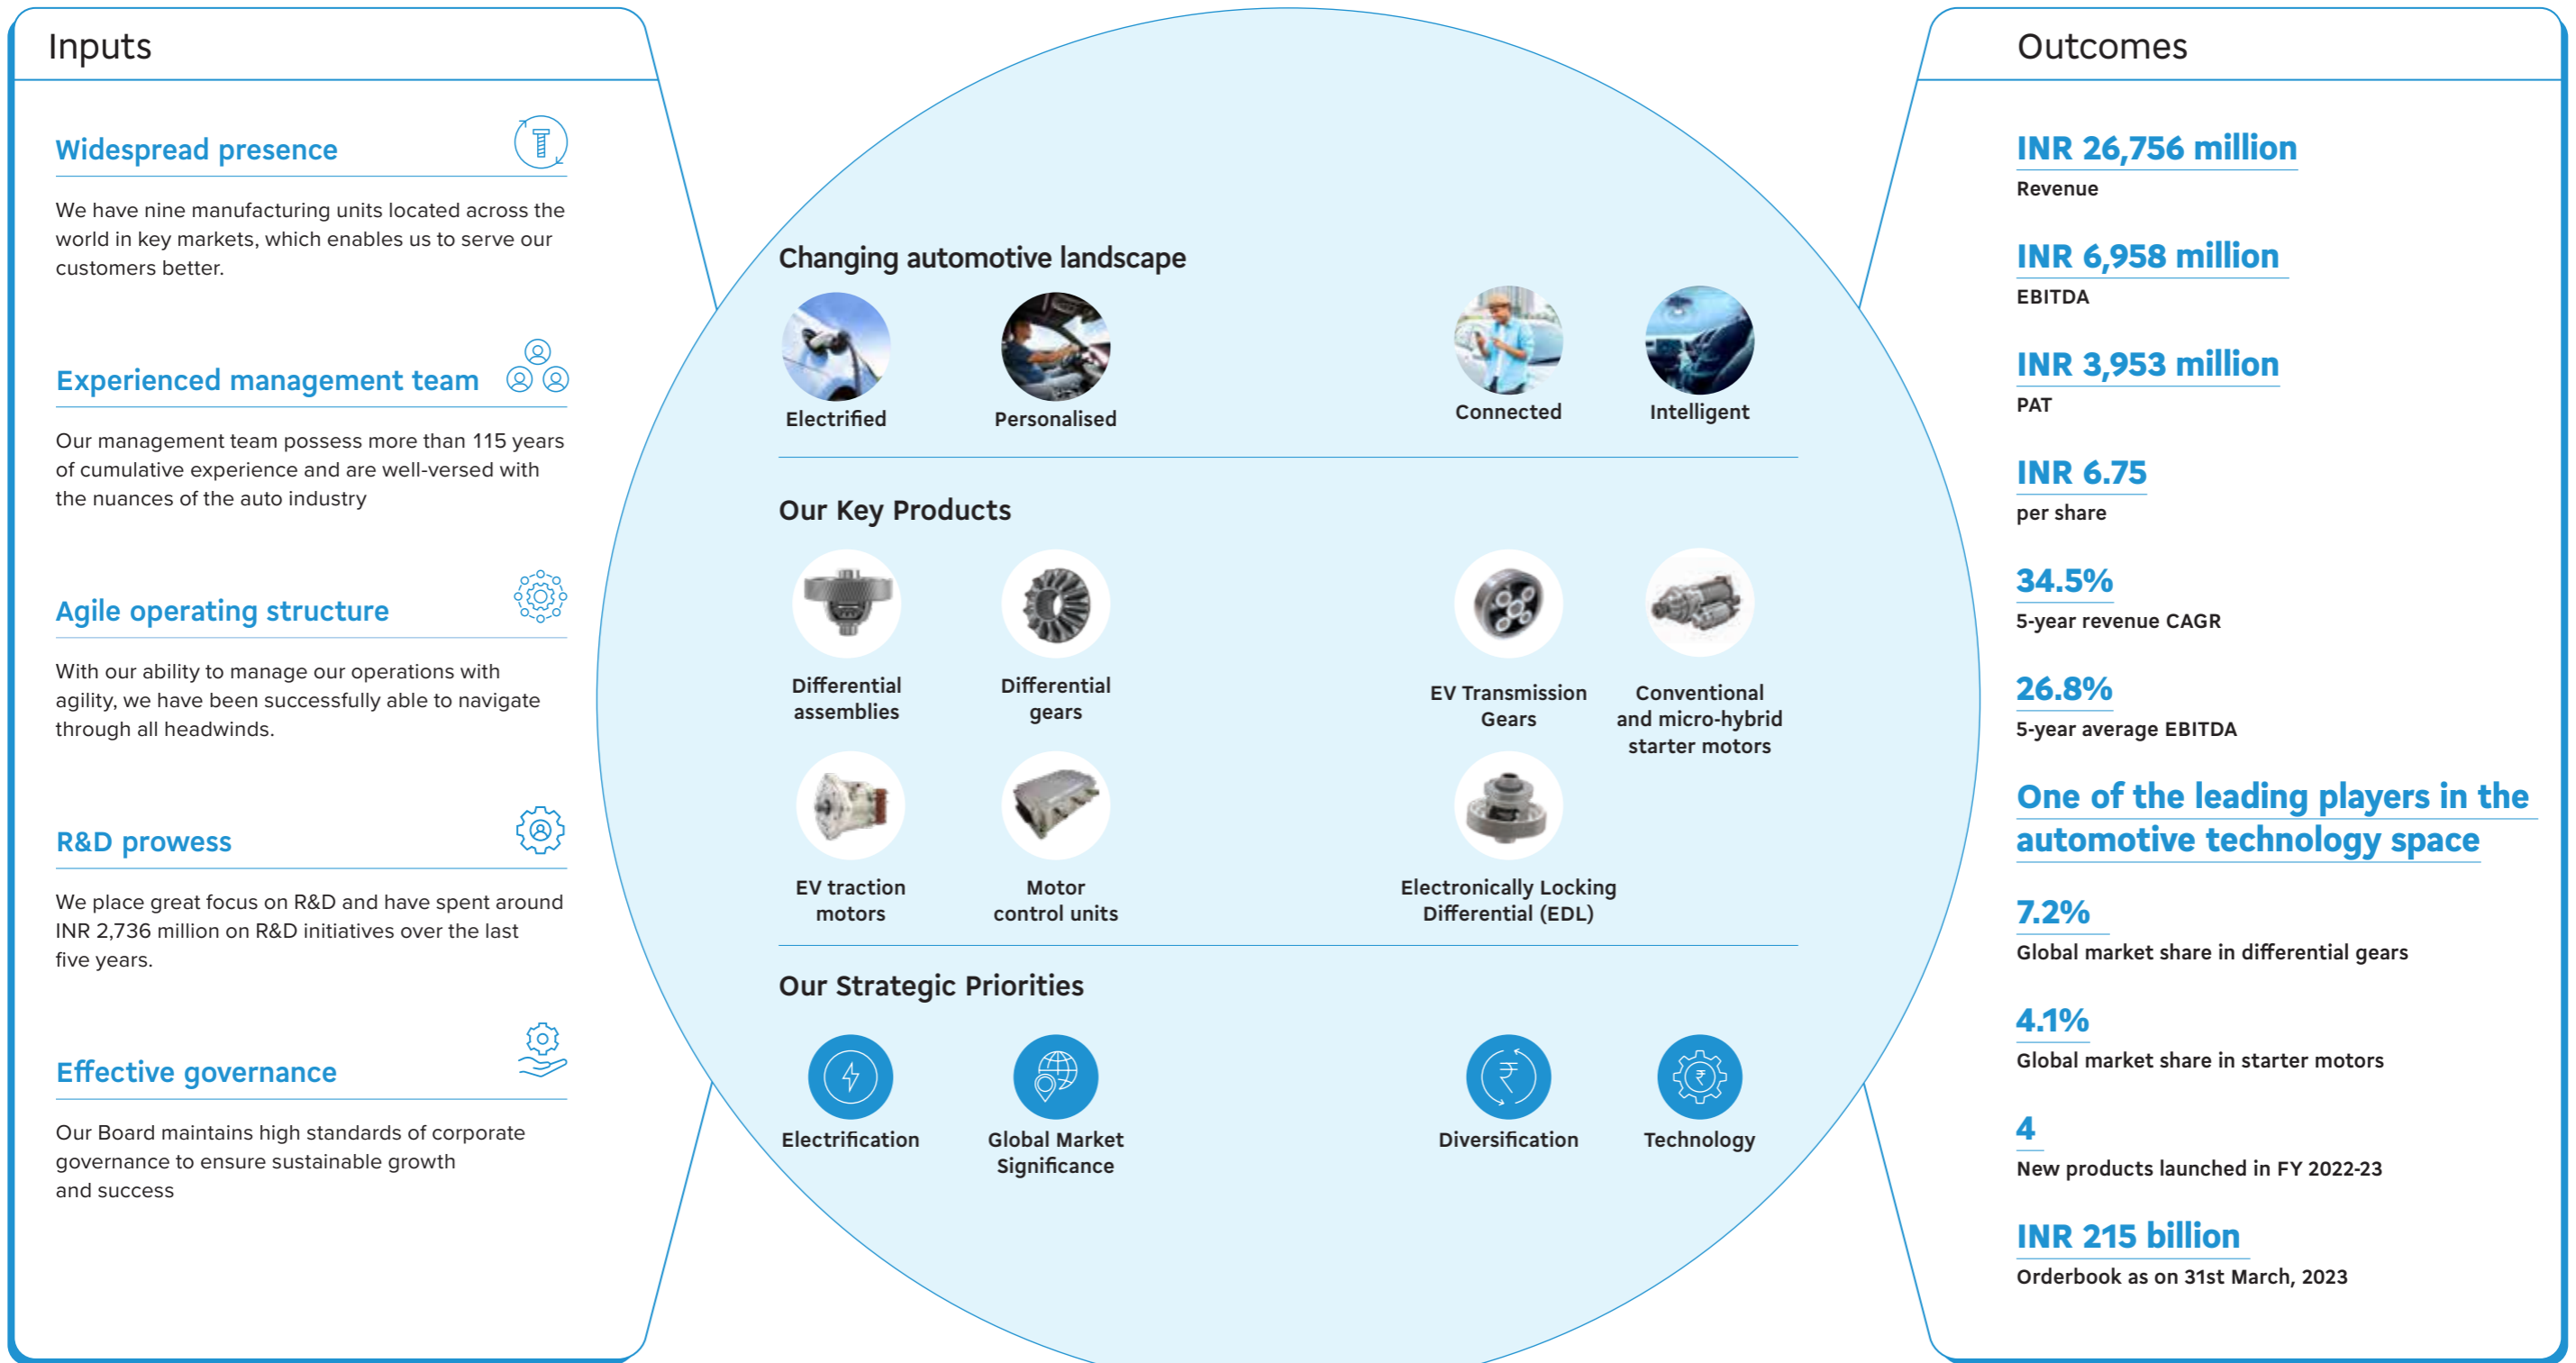 Inputs
Widespread presence
We have nine manufacturing units located across the
world in key markets, which enables us to serve our
customers better.
Experienced management team
Our management team possess more than 115 years
of cumulative experience and are well-versed with
the nuances of the auto industry
Agile operating structure
With our ability to manage our operations with
agility, we have been successfully able to navigate
through all headwinds.
R&D prowess
We place great focus on R&D and have spent around
INR 2,736 million on R&D initiatives over the last
five years.
Effective governance
Our Board maintains high standards of corporate
governance to ensure sustainable growth
and success
Changing automotive landscape
Electrified
Personalised
Connected
Intelligent
Our Key Products
Differential
assemblies
Differential
gears
EV Transmission
Gears
Conventional
and micro-hybrid
starter motors
EV traction
motors
Motor
control units
Electronically Locking
Differential (EDL)
Our Strategic Priorities
₹
₹
Electrification
Global Market
Significance
Diversification
Technology
Outcomes
INR 26,756 million
Revenue
INR 6,958 million
EBITDA
INR 3,953 million
PAT
INR 6.75
per share
34.5%
5-year revenue CAGR
26.8%
5-year average EBITDA
One of the leading players in the
automotive technology space
7.2%
Global market share in differential gears
4.1%
Global market share in starter motors
4
New products launched in FY 2022-23
INR 215 billion
Orderbook as on 31st March, 2023